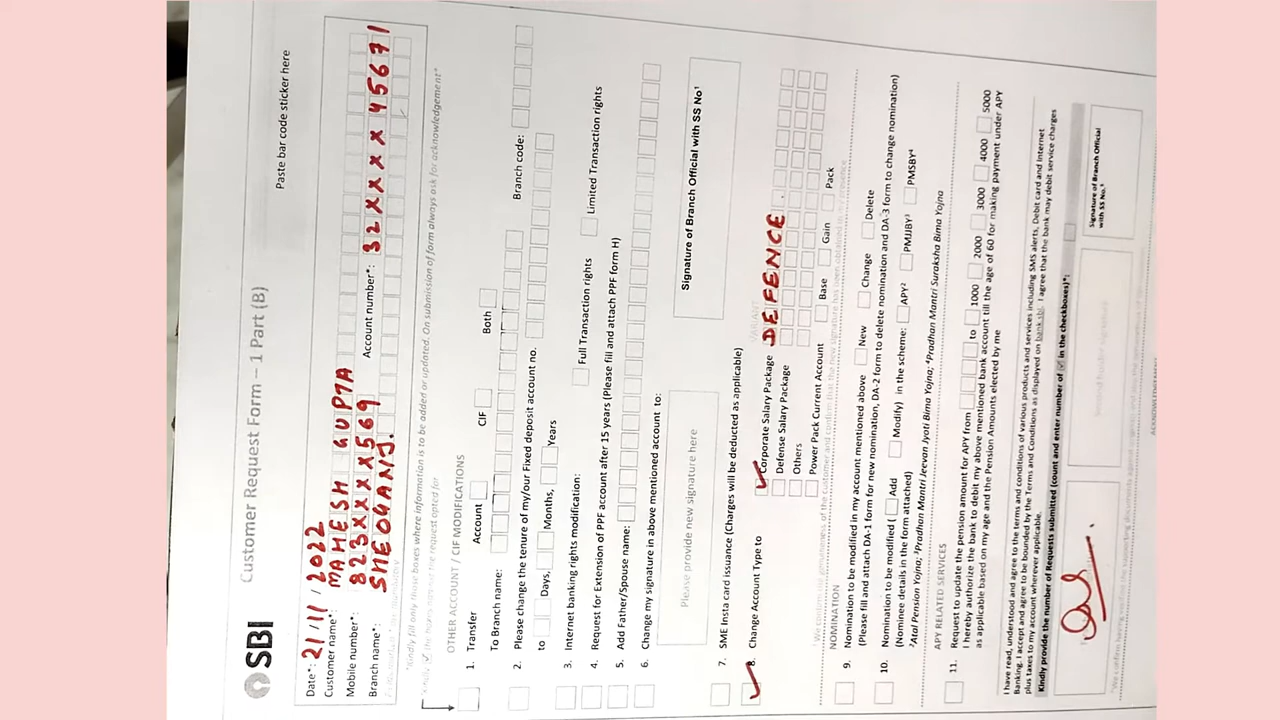 SBI
Customer Request Form – 1 Part (B)
Paste bar code sticker here
Date*: 21/11/2022
Customer name*: MAHESH GUPTA
Mobile number*: 823XXXX569 Account number*: 32XXXXX45671
Branch name*: SHEOGANJ.
*Kindly fill only those boxes where information is to be added or updated. On submission of form always ask for acknowledgement*
OTHER ACCOUNT / CIF MODIFICATIONS
1. Transfer Account CIF Both
To Branch name: Branch code:
2. Please change the tenure of my/our Fixed deposit account no.
to Days, Months, Years
3. Internet banking rights modification: Full Transaction rights Limited Transaction rights
4. Request for Extension of PPF account after 15 years (Please fill and attach PPF form H)
5. Add Father/Spouse name:
6. Change my signature in above mentioned account to:
Please provide new signature here
Signature of Branch Official with SS No¹
7. SME Insta card issuance (Charges will be deducted as applicable)
VARIANT
8. Change Account Type to ✓ Corporate Salary Package DEFENCE
Defense Salary Package
Others
Power Pack Current Account Base Gain Pack
NOMINATION
9. Nomination to be modified in my account mentioned above New Change Delete
(Please fill and attach DA-1 form for new nomination, DA-2 form to delete nomination and DA-3 form to change nomination)
10. Nomination to be modified ( Add Modify) in the scheme: APY² PMJJBY³ PMSBY⁴
(Nominee details in the form attached)
²Atal Pension Yojna; ³Pradhan Mantri Jeevan Jyoti Bima Yojna; ⁴Pradhan Mantri Suraksha Bima Yojna
APY RELATED SERVICES
11. Request to update the pension amount for APY from to 1000 2000 3000 4000 5000
I hereby authorize the bank to debit my above mentioned bank account till the age of 60 for making payment under APY
as applicable based on my age and the Pension Amounts elected by me
I have read, understood and agree to the terms and conditions of various products and services including SMS alerts, Debit card and Internet
Banking. I accept and agree to be bounded by the Terms and Conditions as displayed on bank.sbi. I agree that the bank may debit service charges
plus taxes to my account wherever applicable.
Kindly provide the number of Requests submitted (count and enter number of ✓ in the checkboxes)*:
Signature of Branch Official
with SS No.¹
ACKNOWLEDGEMENT